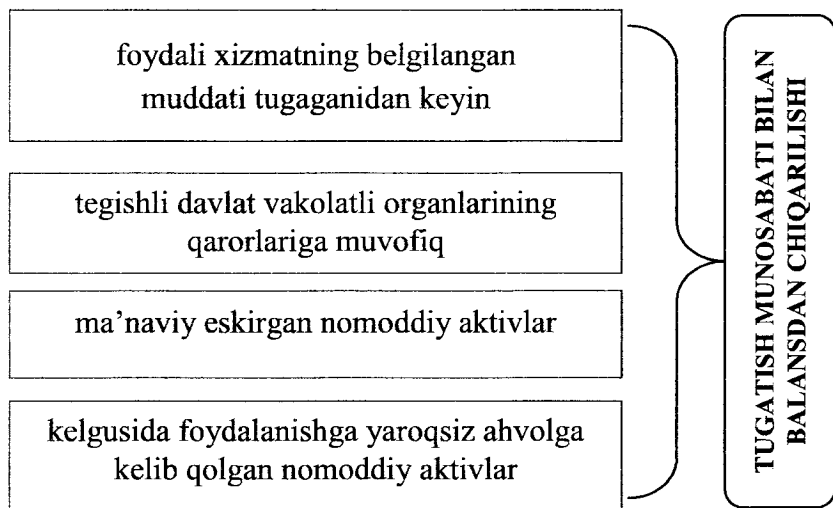 foydali xizmatning belgilangan
muddati tugaganidan keyin
tegishli davlat vakolatli organlarining
qarorlariga muvofiq
ma’naviy eskirgan nomoddiy aktivlar
kelgusida foydalanishga yaroqsiz ahvolga
kelib qolgan nomoddiy aktivlar
TUGATISH MUNOSABATI BILAN
BALANSDAN CHIQARILISHI